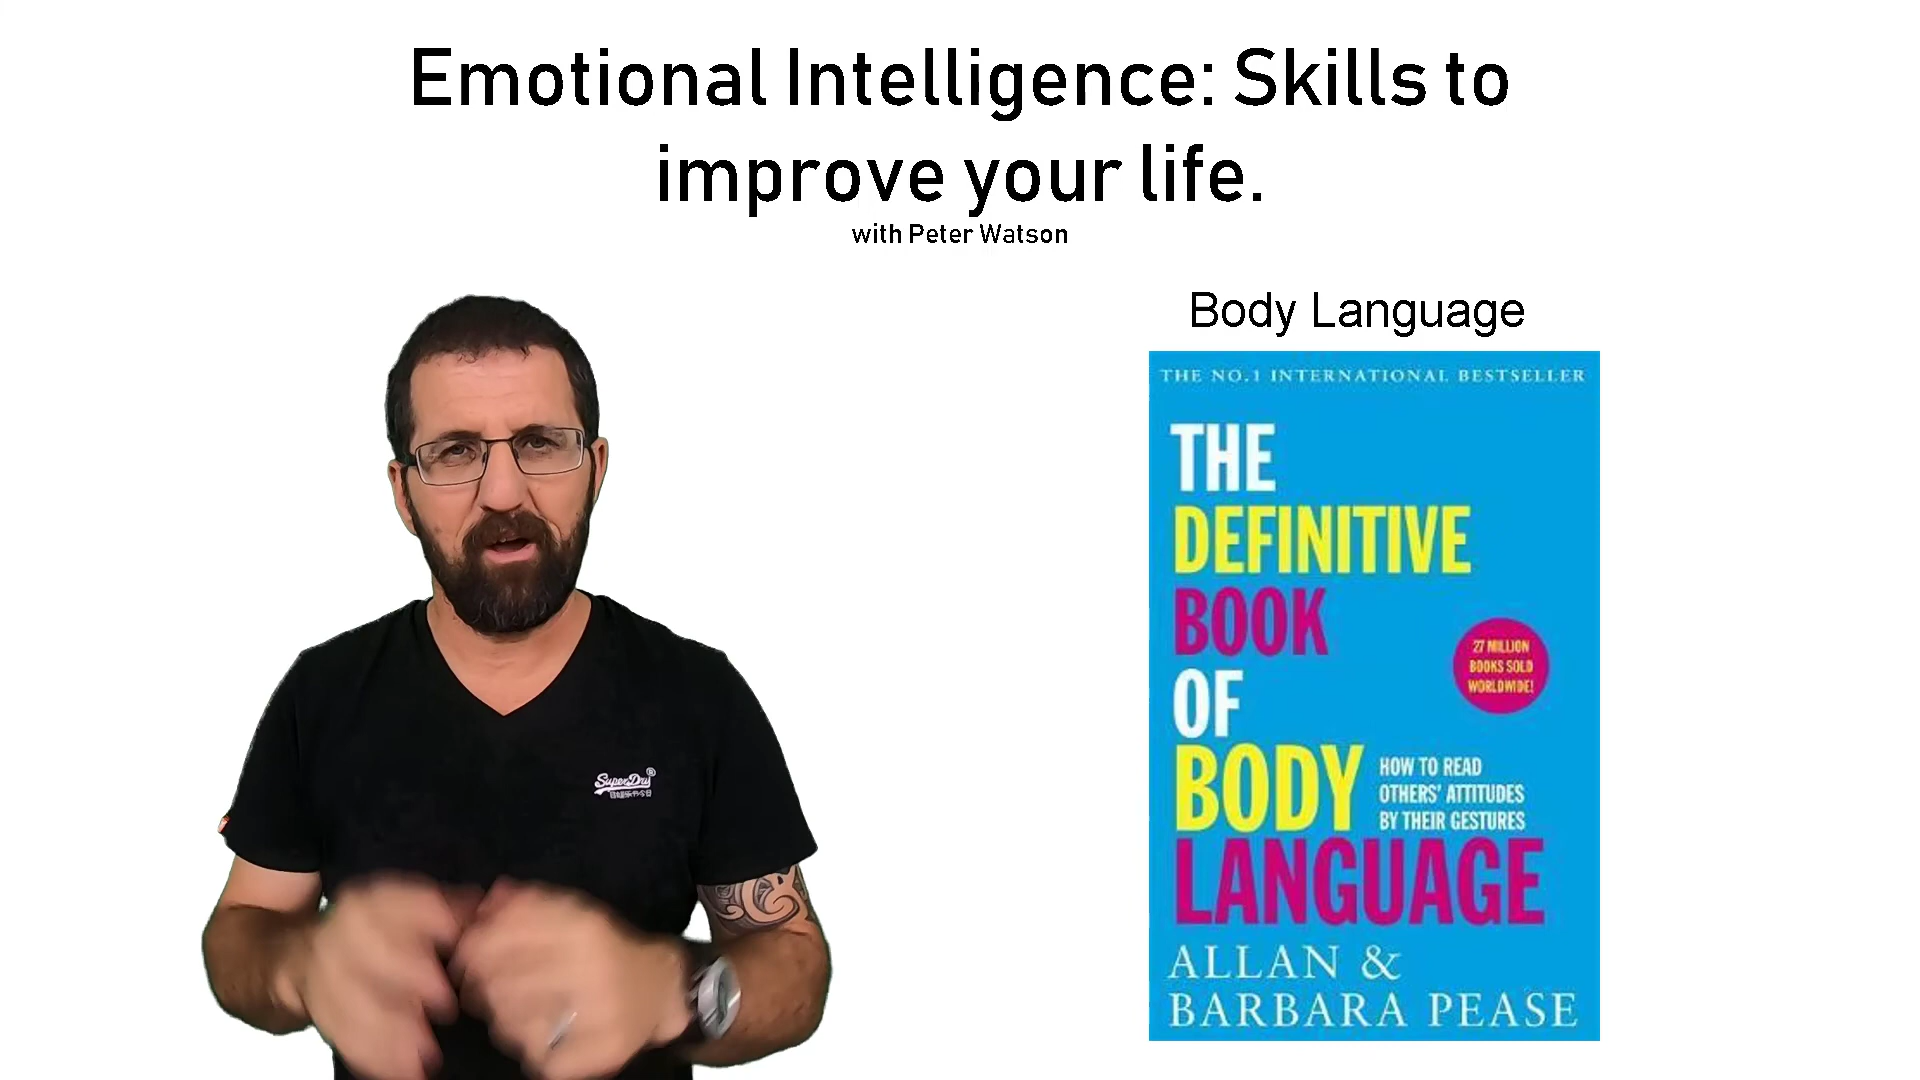 Emotional Intelligence: Skills to
improve your life.
with Peter Watson
Body Language
THE NO.1 INTERNATIONAL BESTSELLER
THE
DEFINITIVE
BOOK
OF
BODY
LANGUAGE
27 MILLION
BOOKS SOLD
WORLDWIDE!
HOW TO READ
OTHERS' ATTITUDES
BY THEIR GESTURES
ALLAN &
BARBARA PEASE
SuperDry®